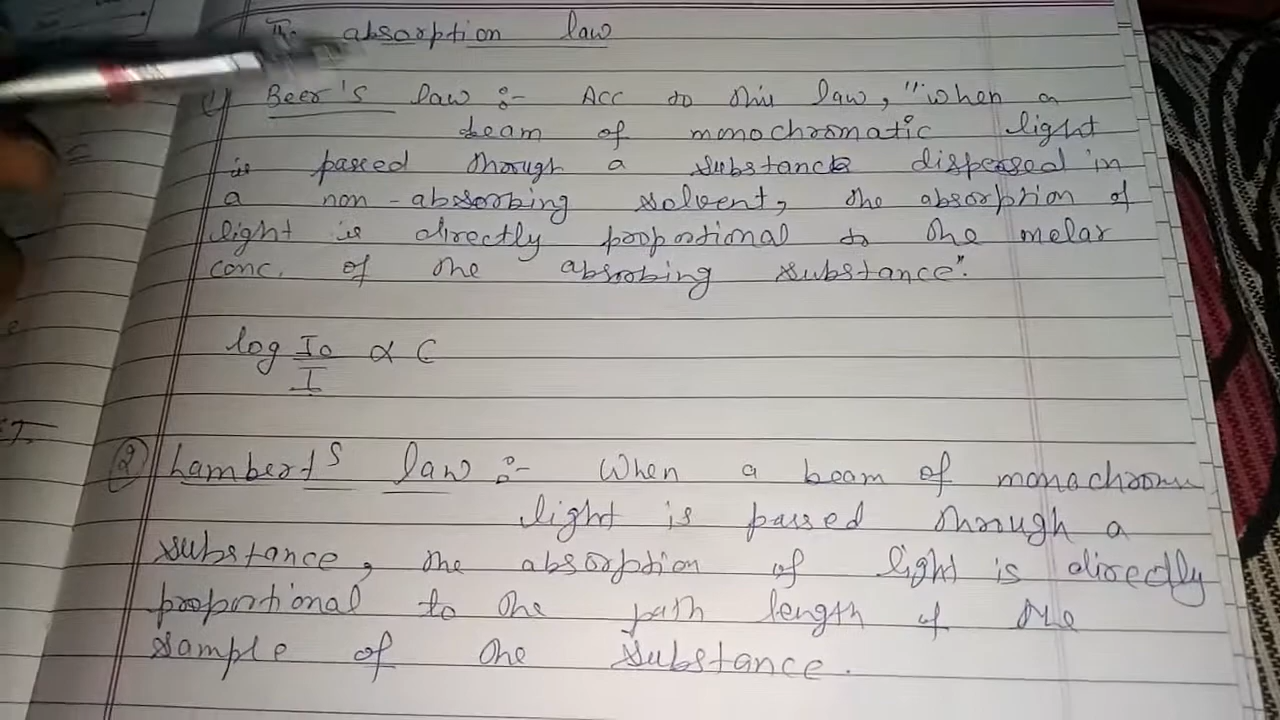 absorption law
(1) Beer's law :- Acc to this law, "when a
beam of monochromatic light
is passed through a substance dispersed in
a non-absorbing solvent, the absorption of
light is directly propotional to the molar
conc. of the absorbing substance".
log I0/I ∝ C
(2) Lambert's law :- When a beam of monochrom
light is passed through a
substance, the absorption of light is directly
proportional to the path length of the
sample of the substance.